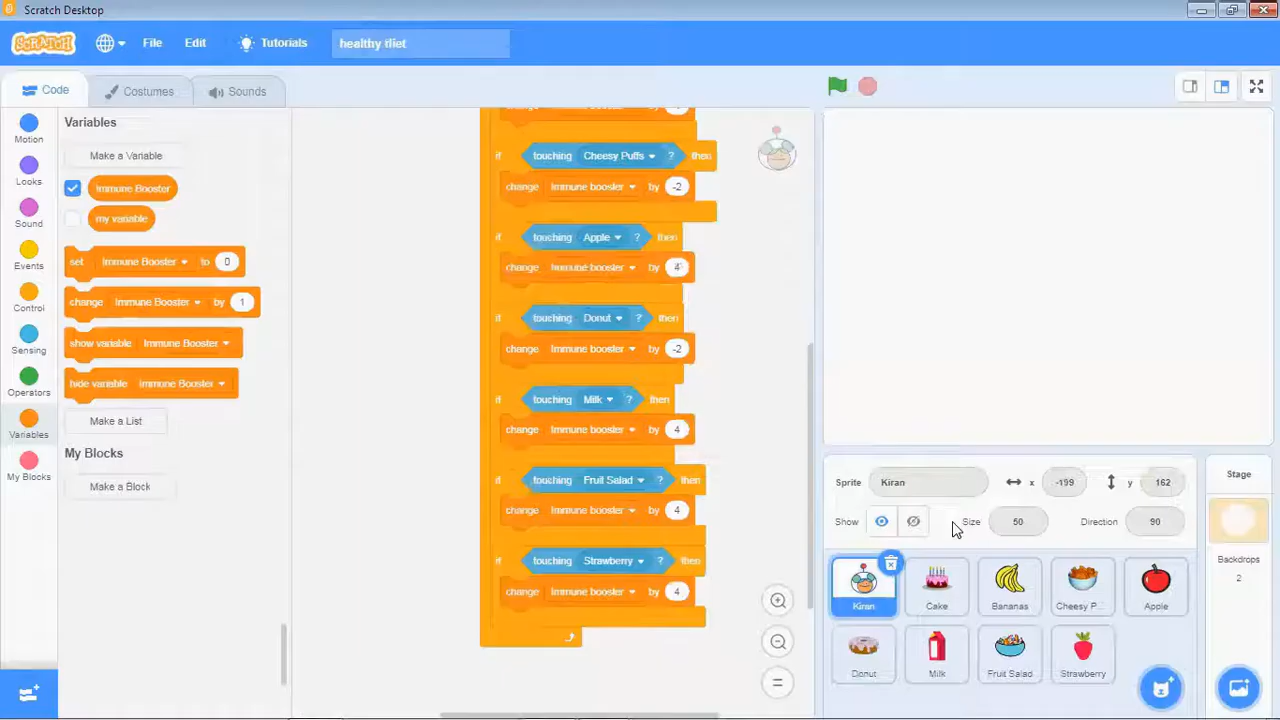 Scratch Desktop
SCRATCH File Edit Tutorials healthy diet
Code Costumes Sounds
Motion
Looks
Sound
Events
Control
Sensing
Operators
Variables
My Blocks
Variables
Make a Variable
Immune Booster
my variable
set Immune Booster to 0
change Immune Booster by 1
show variable Immune Booster
hide variable Immune Booster
Make a List
My Blocks
Make a Block
if touching Cheesy Puffs ? then
change Immune booster by -2
if touching Apple ? then
change Immune booster by 4
if touching Donut ? then
change Immune booster by -2
if touching Milk ? then
change Immune booster by 4
if touching Fruit Salad ? then
change Immune booster by 4
if touching Strawberry ? then
change Immune booster by 4
Sprite Kiran x -199 y 162
Show Size 50 Direction 90
Kiran Cake Bananas Cheesy P... Apple
Donut Milk Fruit Salad Strawberry
Stage
Backdrops
2